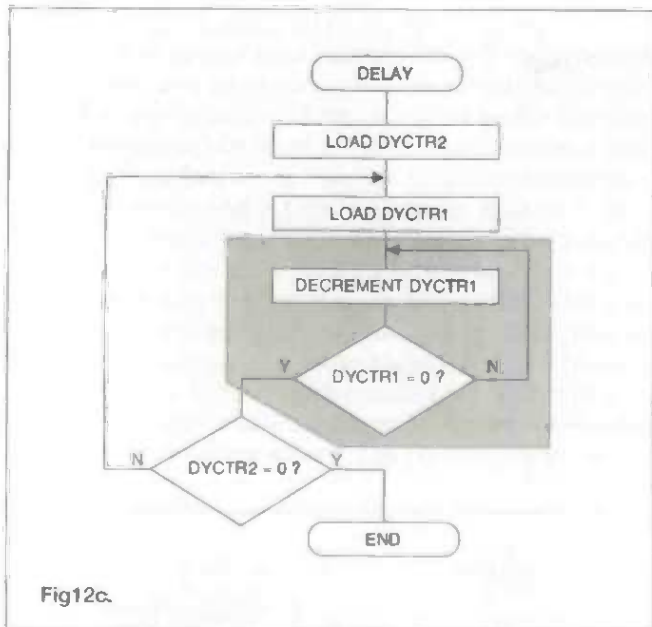 DELAY
LOAD DYCTR2
LOAD DYCTR1
DECREMENT DYCTR1
Y
DYCTR1 = 0 ?
N
N
DYCTR2 = 0 ?
Y
END
Fig12c.